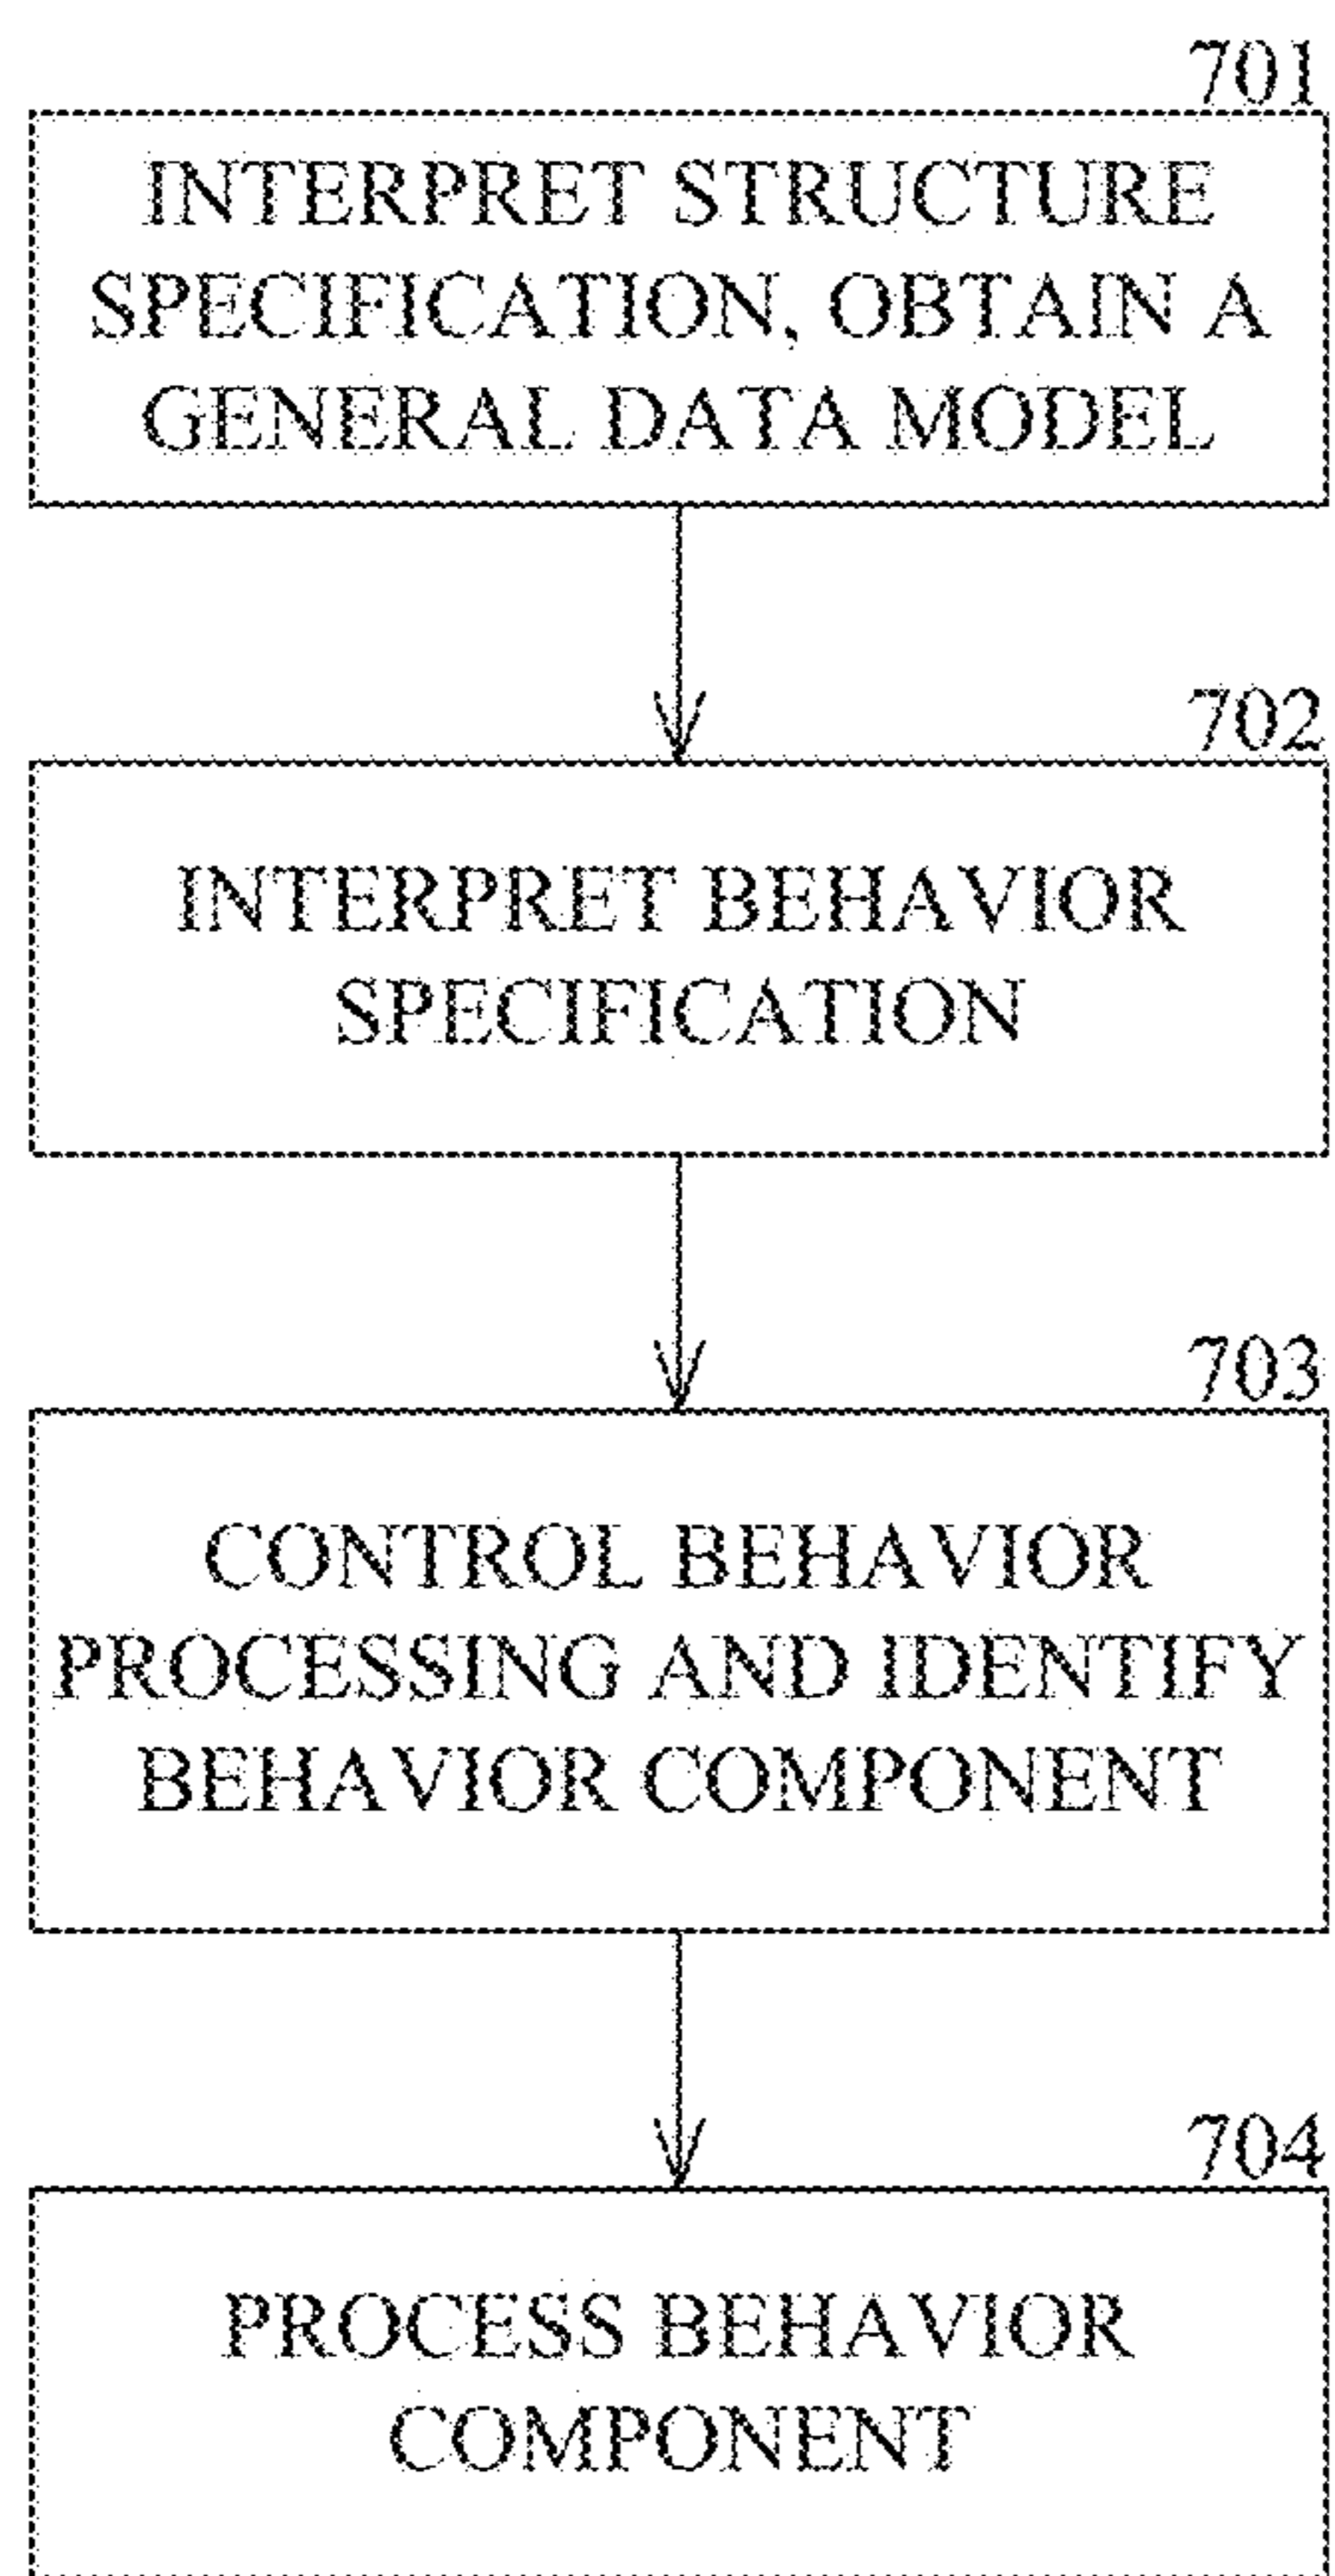 701
INTERPRET STRUCTURE
SPECIFICATION, OBTAIN A
GENERAL DATA MODEL
702
INTERPRET BEHAVIOR
SPECIFICATION
703
CONTROL BEHAVIOR
PROCESSING AND IDENTIFY
BEHAVIOR COMPONENT
704
PROCESS BEHAVIOR
COMPONENT